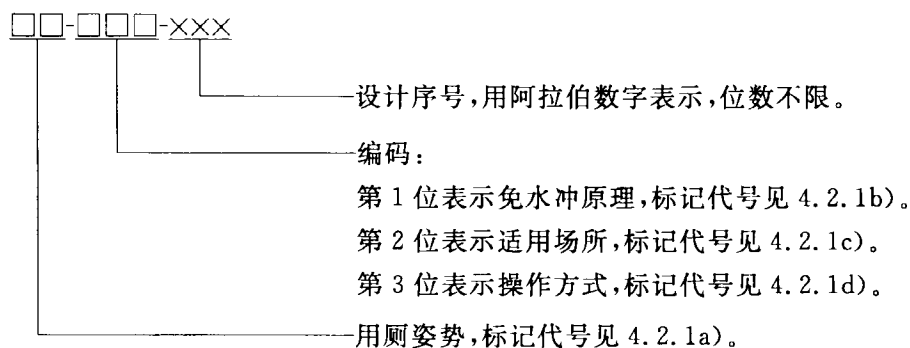 □□-□□□-×××
设计序号,用阿拉伯数字表示,位数不限。
编码:
第1位表示免水冲原理,标记代号见 4.2.1b)。
第2位表示适用场所,标记代号见 4.2.1c)。
第3位表示操作方式,标记代号见 4.2.1d)。
用厕姿势,标记代号见 4.2.1a)。